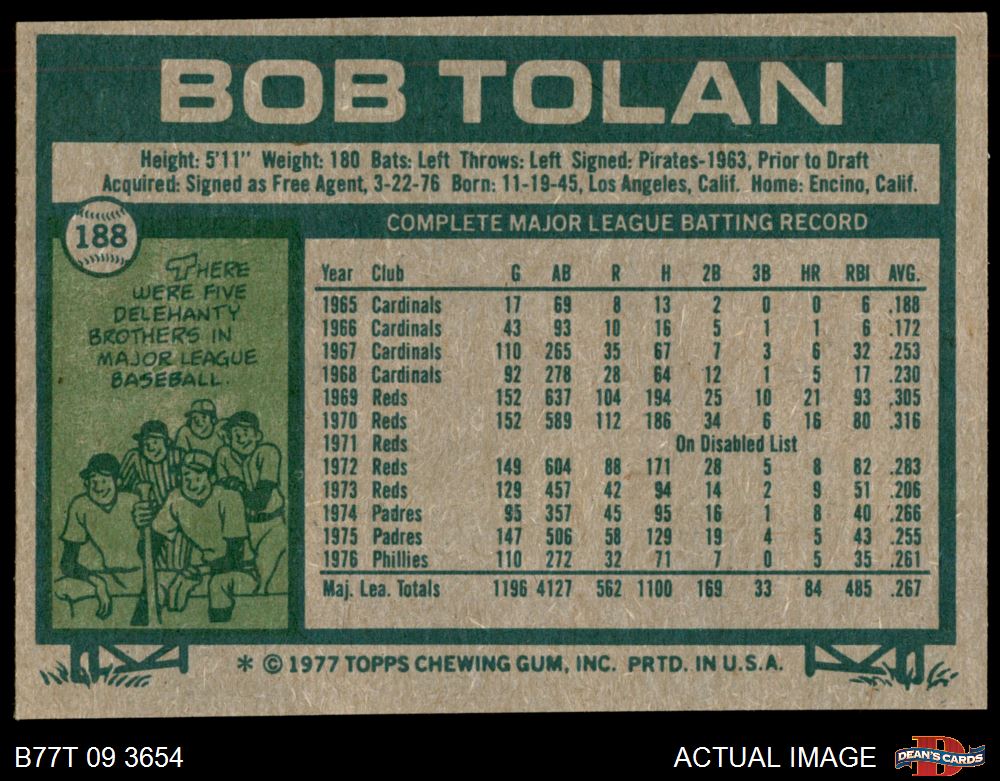 BOB TOLAN
Height: 5'11" Weight: 180 Bats: Left Throws: Left Signed: Pirates-1963, Prior to Draft
Acquired: Signed as Free Agent, 3-22-76 Born: 11-19-45, Los Angeles, Calif. Home: Encino, Calif.
188
THERE
WERE FIVE
DELEHANTY
BROTHERS IN
MAJOR LEAGUE
BASEBALL.
COMPLETE MAJOR LEAGUE BATTING RECORD
Year Club G AB R H 2B 3B HR RBI AVG.
1965 Cardinals 17 69 8 13 2 0 0 6 .188
1966 Cardinals 43 93 10 16 5 1 1 6 .172
1967 Cardinals 110 265 35 67 7 3 6 32 .253
1968 Cardinals 92 278 28 64 12 1 5 17 .230
1969 Reds 152 637 104 194 25 10 21 93 .305
1970 Reds 152 589 112 186 34 6 16 80 .316
1971 Reds On Disabled List
1972 Reds 149 604 88 171 28 5 8 82 .283
1973 Reds 129 457 42 94 14 2 9 51 .206
1974 Padres 95 357 45 95 16 1 8 40 .266
1975 Padres 147 506 58 129 19 4 5 43 .255
1976 Phillies 110 272 32 71 7 0 5 35 .261
Maj. Lea. Totals 1196 4127 562 1100 169 33 84 485 .267
* © 1977 TOPPS CHEWING GUM, INC. PRTD. IN U.S.A.
B77T 09 3654
ACTUAL IMAGE
D
DEAN'S CARDS